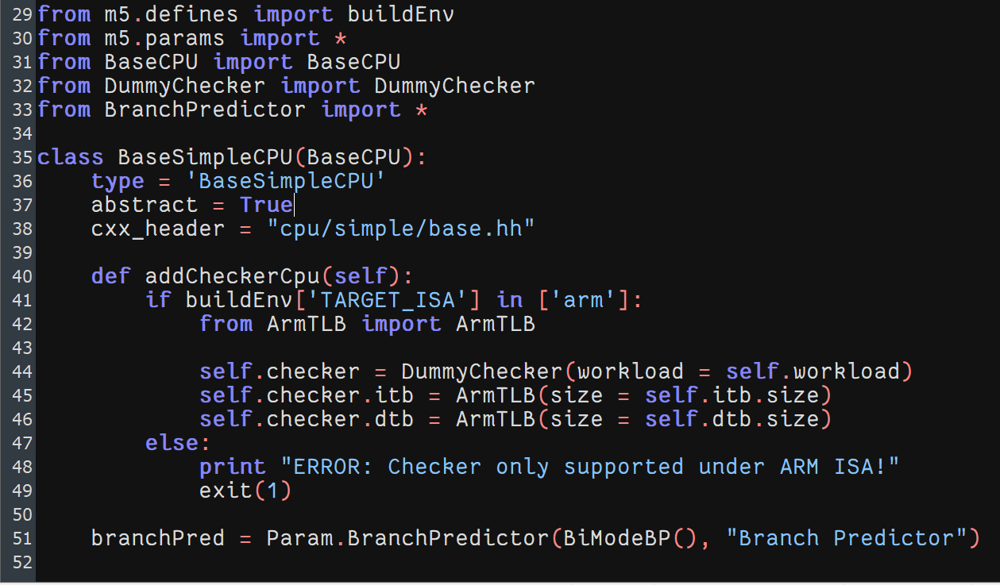 29 from m5.defines import buildEnv
30 from m5.params import *
31 from BaseCPU import BaseCPU
32 from DummyChecker import DummyChecker
33 from BranchPredictor import *
34
35 class BaseSimpleCPU(BaseCPU):
36     type = 'BaseSimpleCPU'
37     abstract = True
38     cxx_header = "cpu/simple/base.hh"
39
40     def addCheckerCpu(self):
41         if buildEnv['TARGET_ISA'] in ['arm']:
42             from ArmTLB import ArmTLB
43
44             self.checker = DummyChecker(workload = self.workload)
45             self.checker.itb = ArmTLB(size = self.itb.size)
46             self.checker.dtb = ArmTLB(size = self.dtb.size)
47         else:
48             print "ERROR: Checker only supported under ARM ISA!"
49             exit(1)
50
51     branchPred = Param.BranchPredictor(BiModeBP(), "Branch Predictor")
52